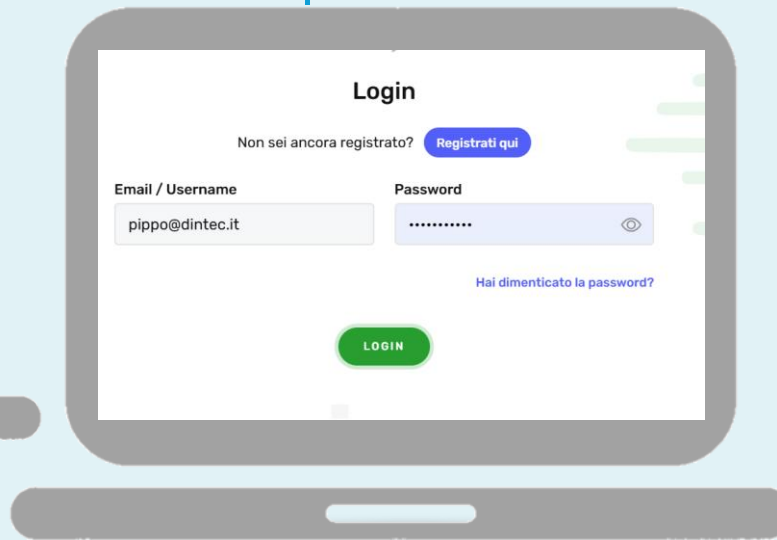 Login
Non sei ancora registrato? Registrati qui
Email / Username Password
pippo@dintec.it •••••••••••
Hai dimenticato la password?
LOGIN